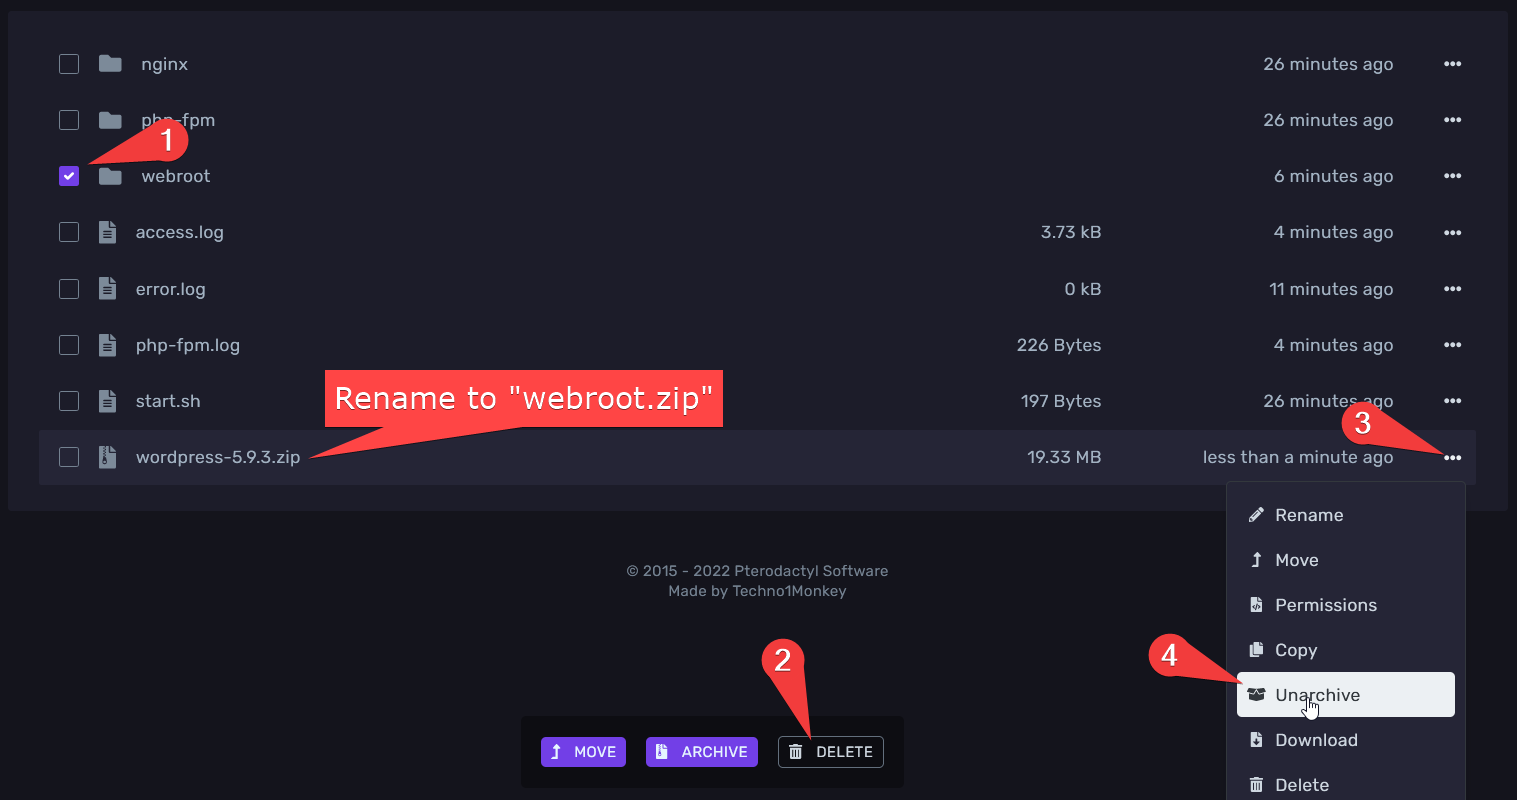 nginx 26 minutes ago
php-fpm 26 minutes ago
1
webroot 6 minutes ago
access.log 3.73 kB 4 minutes ago
error.log 0 kB 11 minutes ago
php-fpm.log 226 Bytes 4 minutes ago
Rename to "webroot.zip"
start.sh 197 Bytes 26 minutes ago
3
wordpress-5.9.3.zip 19.33 MB less than a minute ago
Rename
Move
Permissions
Copy
4
Unarchive
Download
Delete
© 2015 - 2022 Pterodactyl Software
Made by Techno1Monkey
2
MOVE ARCHIVE DELETE